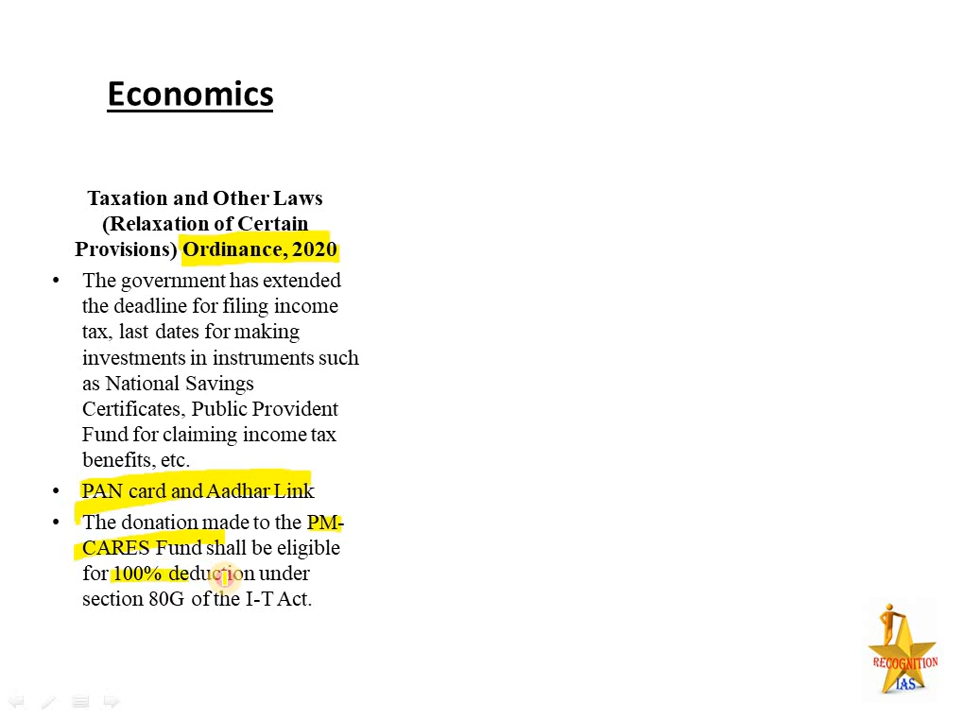 Economics
Taxation and Other Laws
(Relaxation of Certain
Provisions) Ordinance, 2020
• The government has extended
the deadline for filing income
tax, last dates for making
investments in instruments such
as National Savings
Certificates, Public Provident
Fund for claiming income tax
benefits, etc.
• PAN card and Aadhar Link
• The donation made to the PM-
CARES Fund shall be eligible
for 100% deduction under
section 80G of the I-T Act.
RECOGNITION
IAS